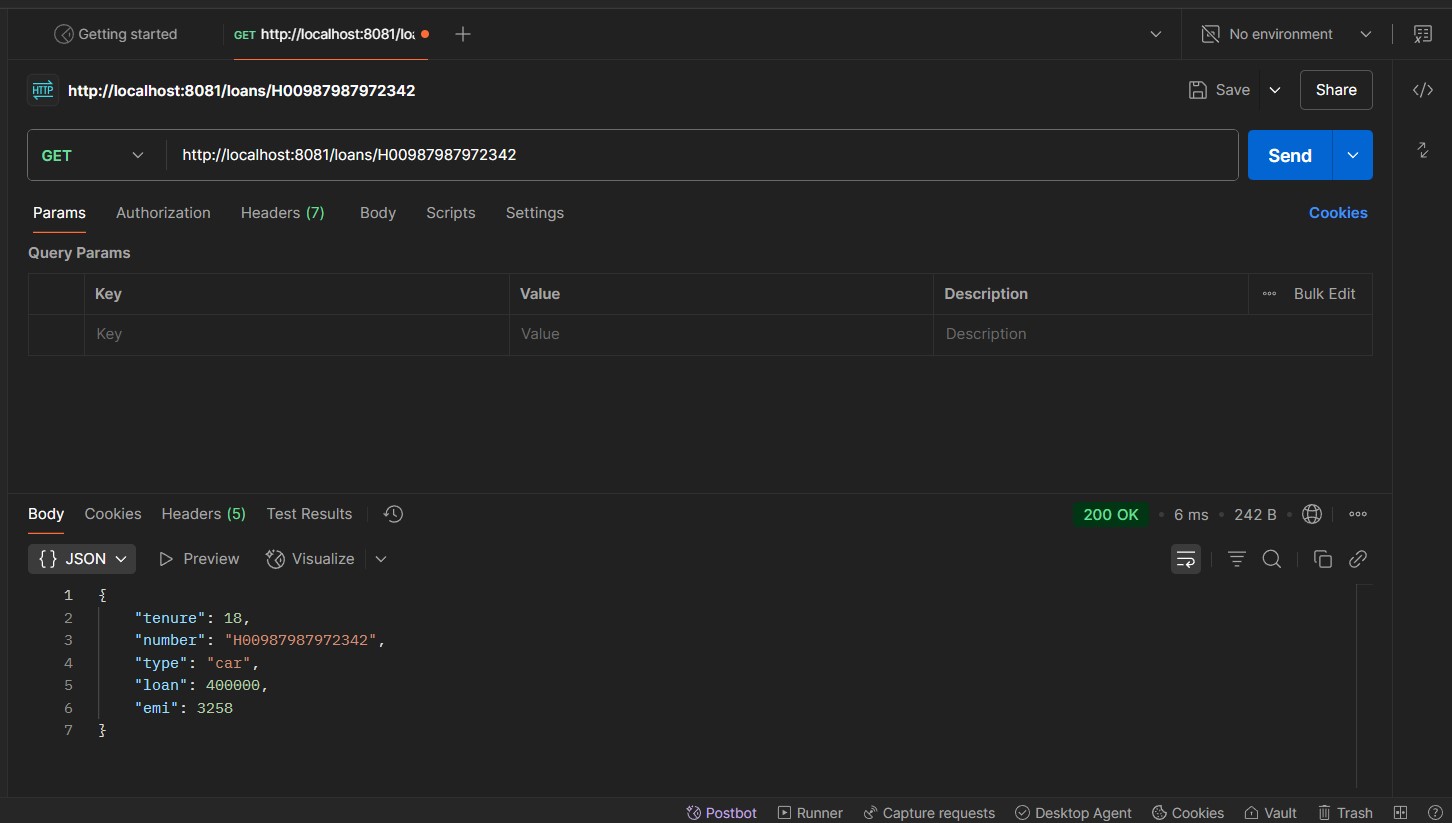 Getting started
GET http://localhost:8081/loa
No environment
HTTP http://localhost:8081/loans/H00987987972342
Save
Share
GET http://localhost:8081/loans/H00987987972342
Send
Params Authorization Headers (7) Body Scripts Settings
Cookies
Query Params
Key Value Description Bulk Edit
Key Value Description
Body Cookies Headers (5) Test Results
200 OK • 6 ms • 242 B
{} JSON Preview Visualize
1 {
2 "tenure": 18,
3 "number": "H00987987972342",
4 "type": "car",
5 "loan": 400000,
6 "emi": 3258
7 }
Postbot Runner Capture requests Desktop Agent Cookies Vault Trash